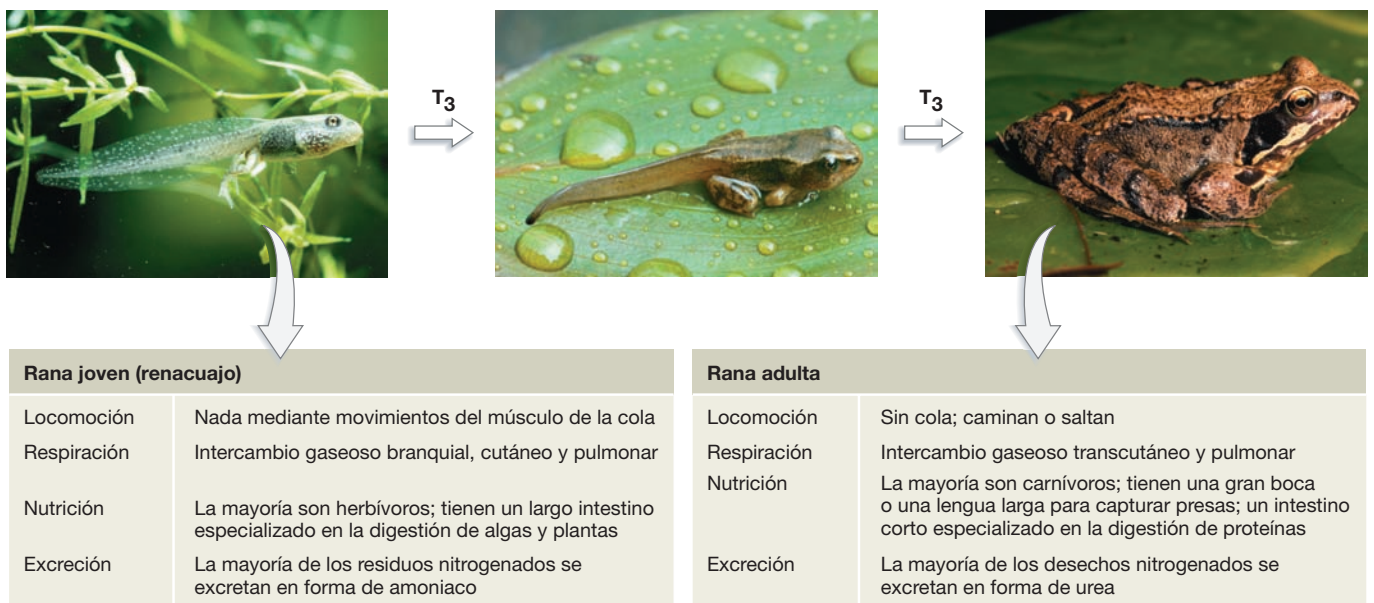 T3
T3
Rana joven (renacuajo)
Locomoción Nada mediante movimientos del músculo de la cola
Respiración Intercambio gaseoso branquial, cutáneo y pulmonar
Nutrición La mayoría son herbívoros; tienen un largo intestino
especializado en la digestión de algas y plantas
Excreción La mayoría de los residuos nitrogenados se
excretan en forma de amoniaco
Rana adulta
Locomoción Sin cola; caminan o saltan
Respiración Intercambio gaseoso transcutáneo y pulmonar
Nutrición La mayoría son carnívoros; tienen una gran boca
o una lengua larga para capturar presas; un intestino
corto especializado en la digestión de proteínas
Excreción La mayoría de los desechos nitrogenados se
excretan en forma de urea